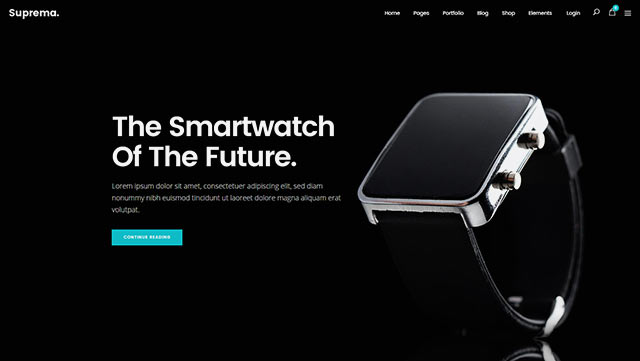 Suprema.
Home Pages Portfolio Blog Shop Elements Login
The Smartwatch
Of The Future.
Lorem ipsum dolor sit amet, consectetuer adipiscing elit, sed diam
nonummy nibh euismod tincidunt ut laoreet dolore magna aliquam erat
volutpat.
CONTINUE READING